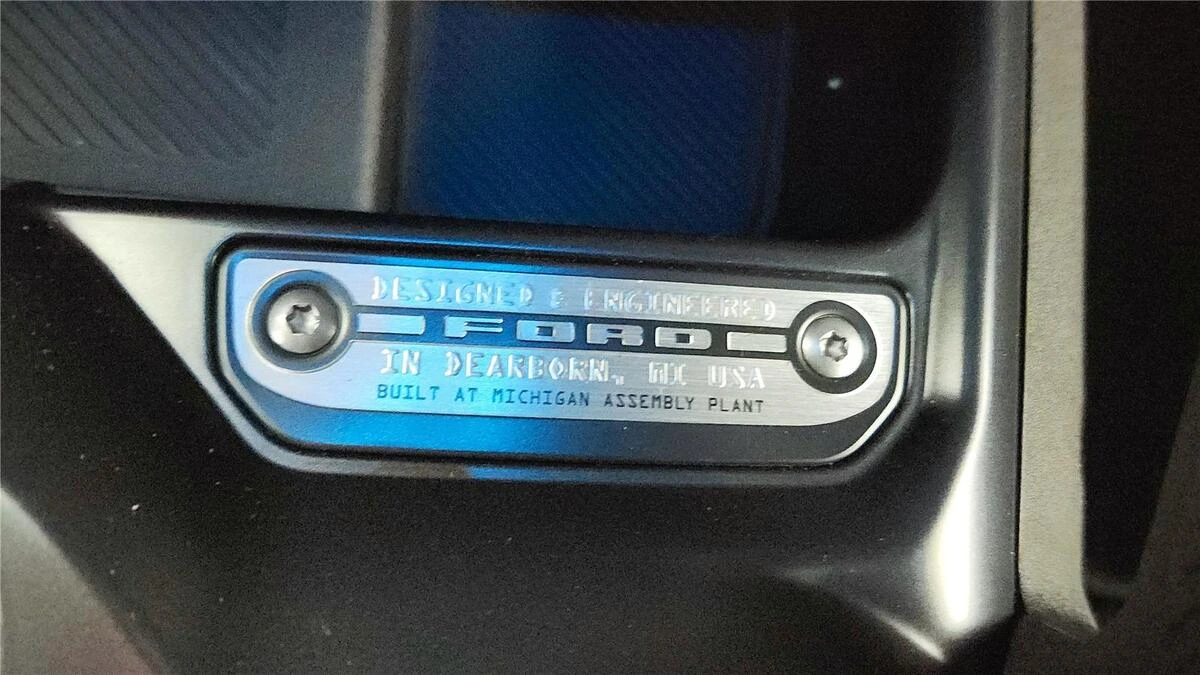 DESIGNED & ENGINEERED
FORD
IN DEARBORN, MI USA
BUILT AT MICHIGAN ASSEMBLY PLANT